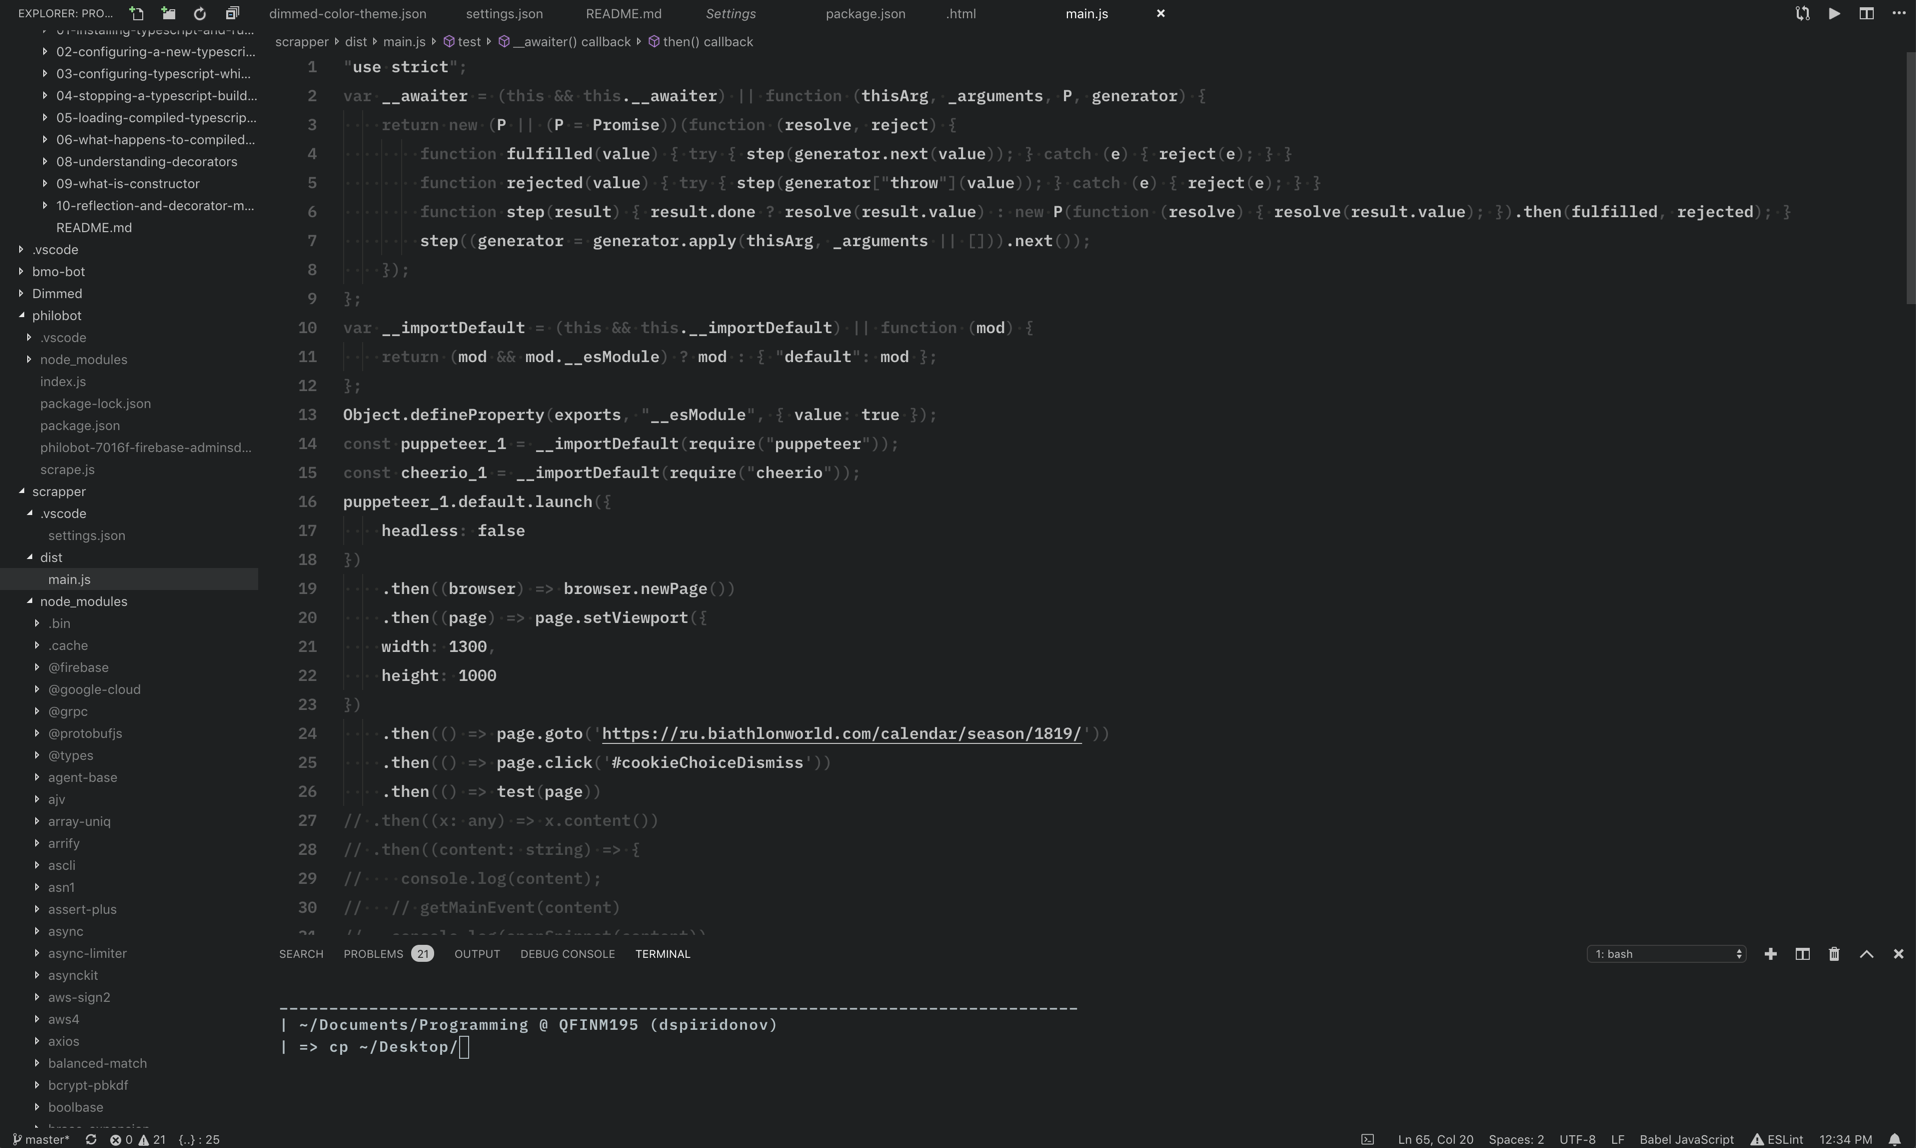 EXPLORER: PRO...
02-configuring-a-new-typescri...
03-configuring-typescript-whi...
04-stopping-a-typescript-build...
05-loading-compiled-typescrip...
06-what-happens-to-compiled...
08-understanding-decorators
09-what-is-constructor
10-reflection-and-decorator-m...
README.md
.vscode
bmo-bot
Dimmed
philobot
.vscode
node_modules
index.js
package-lock.json
package.json
philobot-7016f-firebase-adminsd...
scrape.js
scrapper
.vscode
settings.json
dist
main.js
node_modules
.bin
.cache
@firebase
@google-cloud
@grpc
@protobufjs
@types
agent-base
ajv
array-uniq
arrify
ascli
asn1
assert-plus
async
async-limiter
asynckit
aws-sign2
aws4
axios
balanced-match
bcrypt-pbkdf
boolbase
dimmed-color-theme.json settings.json README.md Settings package.json .html main.js
scrapper dist main.js test __awaiter() callback then() callback
1 "use strict";
2 var __awaiter = (this && this.__awaiter) || function (thisArg, _arguments, P, generator) {
3     return new (P || (P = Promise))(function (resolve, reject) {
4         function fulfilled(value) { try { step(generator.next(value)); } catch (e) { reject(e); } }
5         function rejected(value) { try { step(generator["throw"](value)); } catch (e) { reject(e); } }
6         function step(result) { result.done ? resolve(result.value) : new P(function (resolve) { resolve(result.value); }).then(fulfilled, rejected); }
7         step((generator = generator.apply(thisArg, _arguments || [])).next());
8     });
9 };
10 var __importDefault = (this && this.__importDefault) || function (mod) {
11     return (mod && mod.__esModule) ? mod : { "default": mod };
12 };
13 Object.defineProperty(exports, "__esModule", { value: true });
14 const puppeteer_1 = __importDefault(require("puppeteer"));
15 const cheerio_1 = __importDefault(require("cheerio"));
16 puppeteer_1.default.launch({
17     headless: false
18 })
19     .then((browser) => browser.newPage())
20     .then((page) => page.setViewport({
21     width: 1300,
22     height: 1000
23 })
24     .then(() => page.goto('https://ru.biathlonworld.com/calendar/season/1819/'))
25     .then(() => page.click('#cookieChoiceDismiss'))
26     .then(() => test(page))
27 // .then((x: any) => x.content())
28 // .then((content: string) => {
29 //    console.log(content);
30 //   // getMainEvent(content)
SEARCH PROBLEMS 21 OUTPUT DEBUG CONSOLE TERMINAL 1: bash
| ~/Documents/Programming @ QFINM195 (dspiridonov)
| => cp ~/Desktop/
master* 0 21 {..} : 25 Ln 65, Col 20 Spaces: 2 UTF-8 LF Babel JavaScript ESLint 12:34 PM